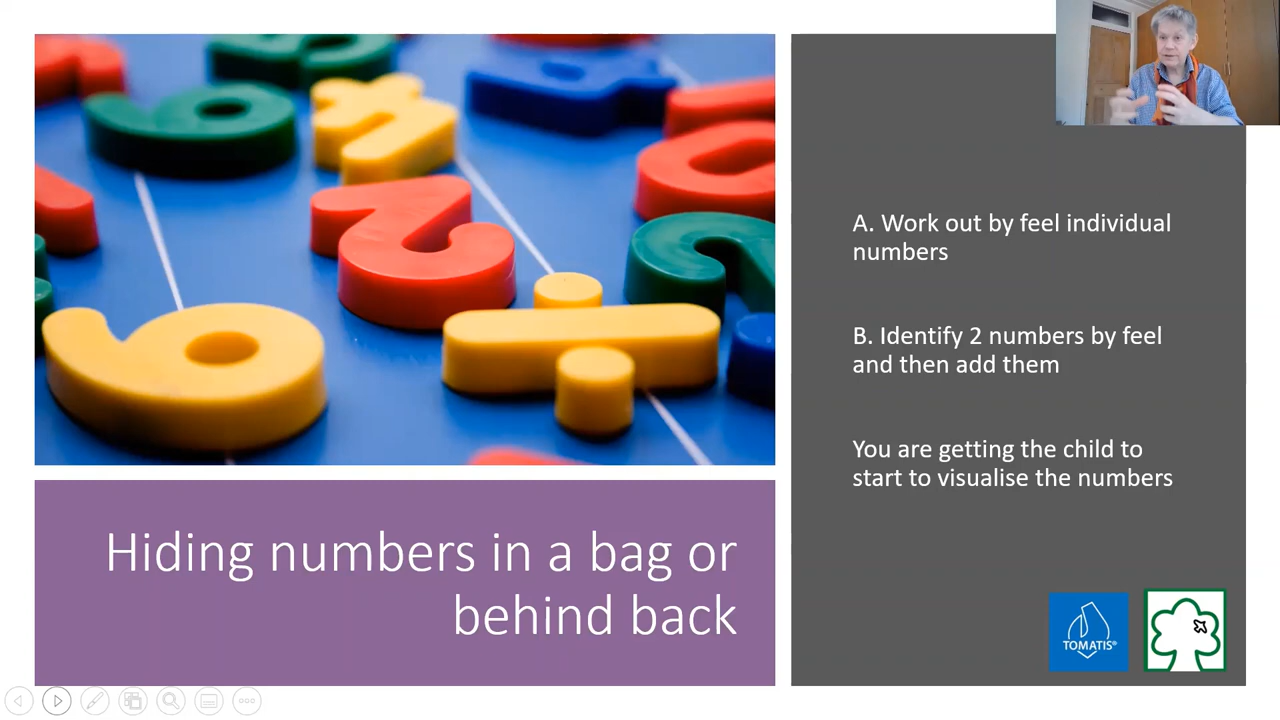 A. Work out by feel individual
numbers
B. Identify 2 numbers by feel
and then add them
You are getting the child to
start to visualise the numbers
Hiding numbers in a bag or
behind back
TOMATIS®